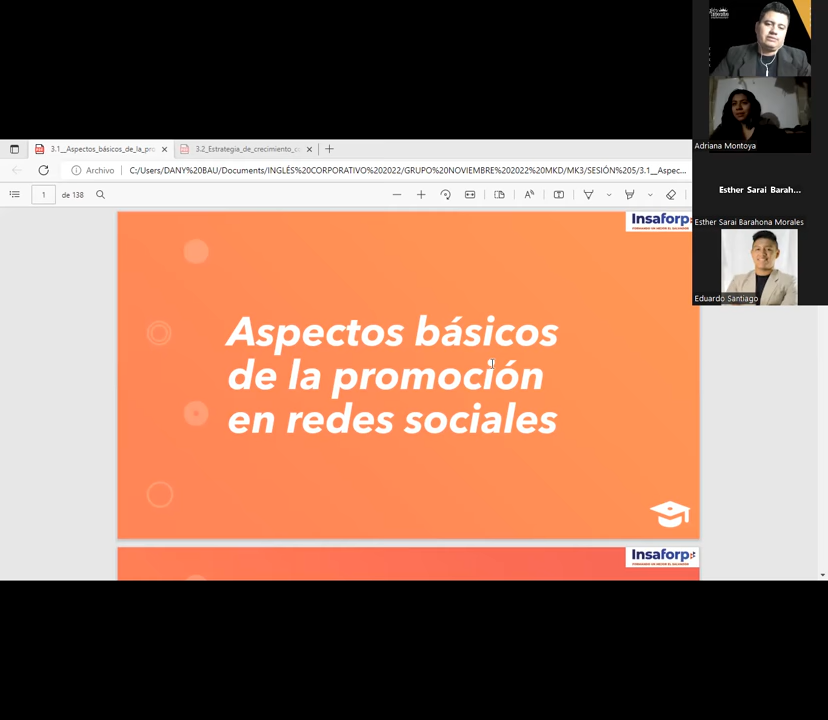 Adriana Montoya
Esther Sarai Barah...
Esther Sarai Barahona Morales
Eduardo Santiago
3.1__Aspectos_básicos_de_la_pro
3.2_Estrategia_de_crecimiento_c
Archivo
C:/Users/DANY%20BAU/Documents/INGLÉS%20CORPORATIVO%202022/GRUPO%20NOVIEMBRE%202022%20MKD/MK3/SESIÓN%205/3.1__Aspec...
1 de 138
Insaforp
Aspectos básicos
de la promoción
en redes sociales
Insaforp